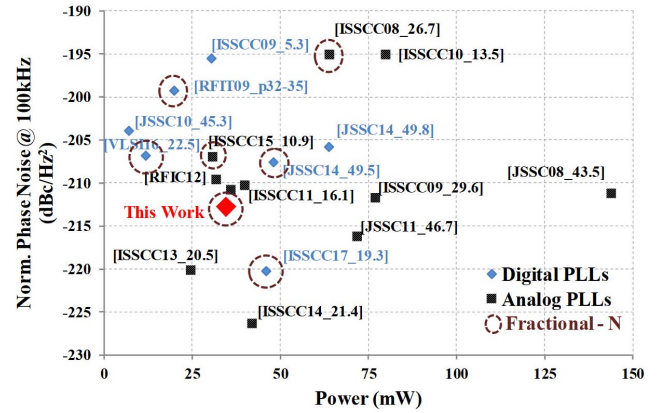 [ISSCC08_26.7]
-190
[ISSCC09_5.3]
-195
[ISSCC10_13.5]
[RFIT09_p32-35]
-200
[JSSC10_45.3]
[VLSI16_22.5]
[ISSCC15_10.9]
[JSSC14_49.8]
-205
[JSSC14_49.5]
[JSSC08_43.5]
[RFIC12]
-210
[ISSCC11_16.1]
[ISSCC09_29.6]
This Work
-215
[JSSC11_46.7]
[ISSCC13_20.5]
[ISSCC17_19.3]
-220
Digital PLLs
Analog PLLs
[ISSCC14_21.4]
-225
Fractional - N
-230
0 25 50 75 100 125 150
Power (mW)
Norm. Phase Noise @ 100kHz
(dBc/Hz²)